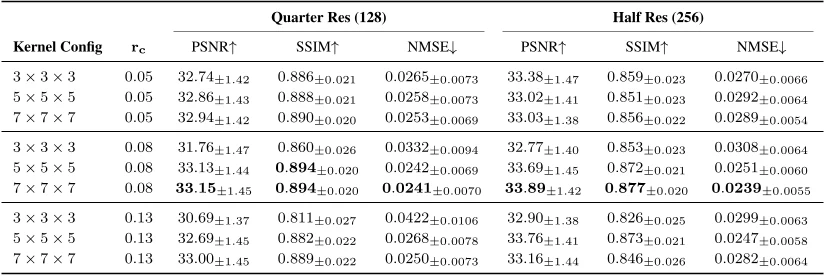 Quarter Res (128) Half Res (256)
Kernel Config r_c PSNR↑ SSIM↑ NMSE↓ PSNR↑ SSIM↑ NMSE↓
3 × 3 × 3 0.05 32.74±1.42 0.886±0.021 0.0265±0.0073 33.38±1.47 0.859±0.023 0.0270±0.0066
5 × 5 × 5 0.05 32.86±1.43 0.888±0.021 0.0258±0.0073 33.02±1.41 0.851±0.023 0.0292±0.0064
7 × 7 × 7 0.05 32.94±1.42 0.890±0.020 0.0253±0.0069 33.03±1.38 0.856±0.022 0.0289±0.0054
3 × 3 × 3 0.08 31.76±1.47 0.860±0.026 0.0332±0.0094 32.77±1.40 0.853±0.023 0.0308±0.0064
5 × 5 × 5 0.08 33.13±1.44 0.894±0.020 0.0242±0.0069 33.69±1.45 0.872±0.021 0.0251±0.0060
7 × 7 × 7 0.08 33.15±1.45 0.894±0.020 0.0241±0.0070 33.89±1.42 0.877±0.020 0.0239±0.0055
3 × 3 × 3 0.13 30.69±1.37 0.811±0.027 0.0422±0.0106 32.90±1.38 0.826±0.025 0.0299±0.0063
5 × 5 × 5 0.13 32.69±1.45 0.882±0.022 0.0268±0.0078 33.76±1.41 0.873±0.021 0.0247±0.0058
7 × 7 × 7 0.13 33.00±1.45 0.889±0.022 0.0250±0.0073 33.16±1.44 0.846±0.026 0.0282±0.0064